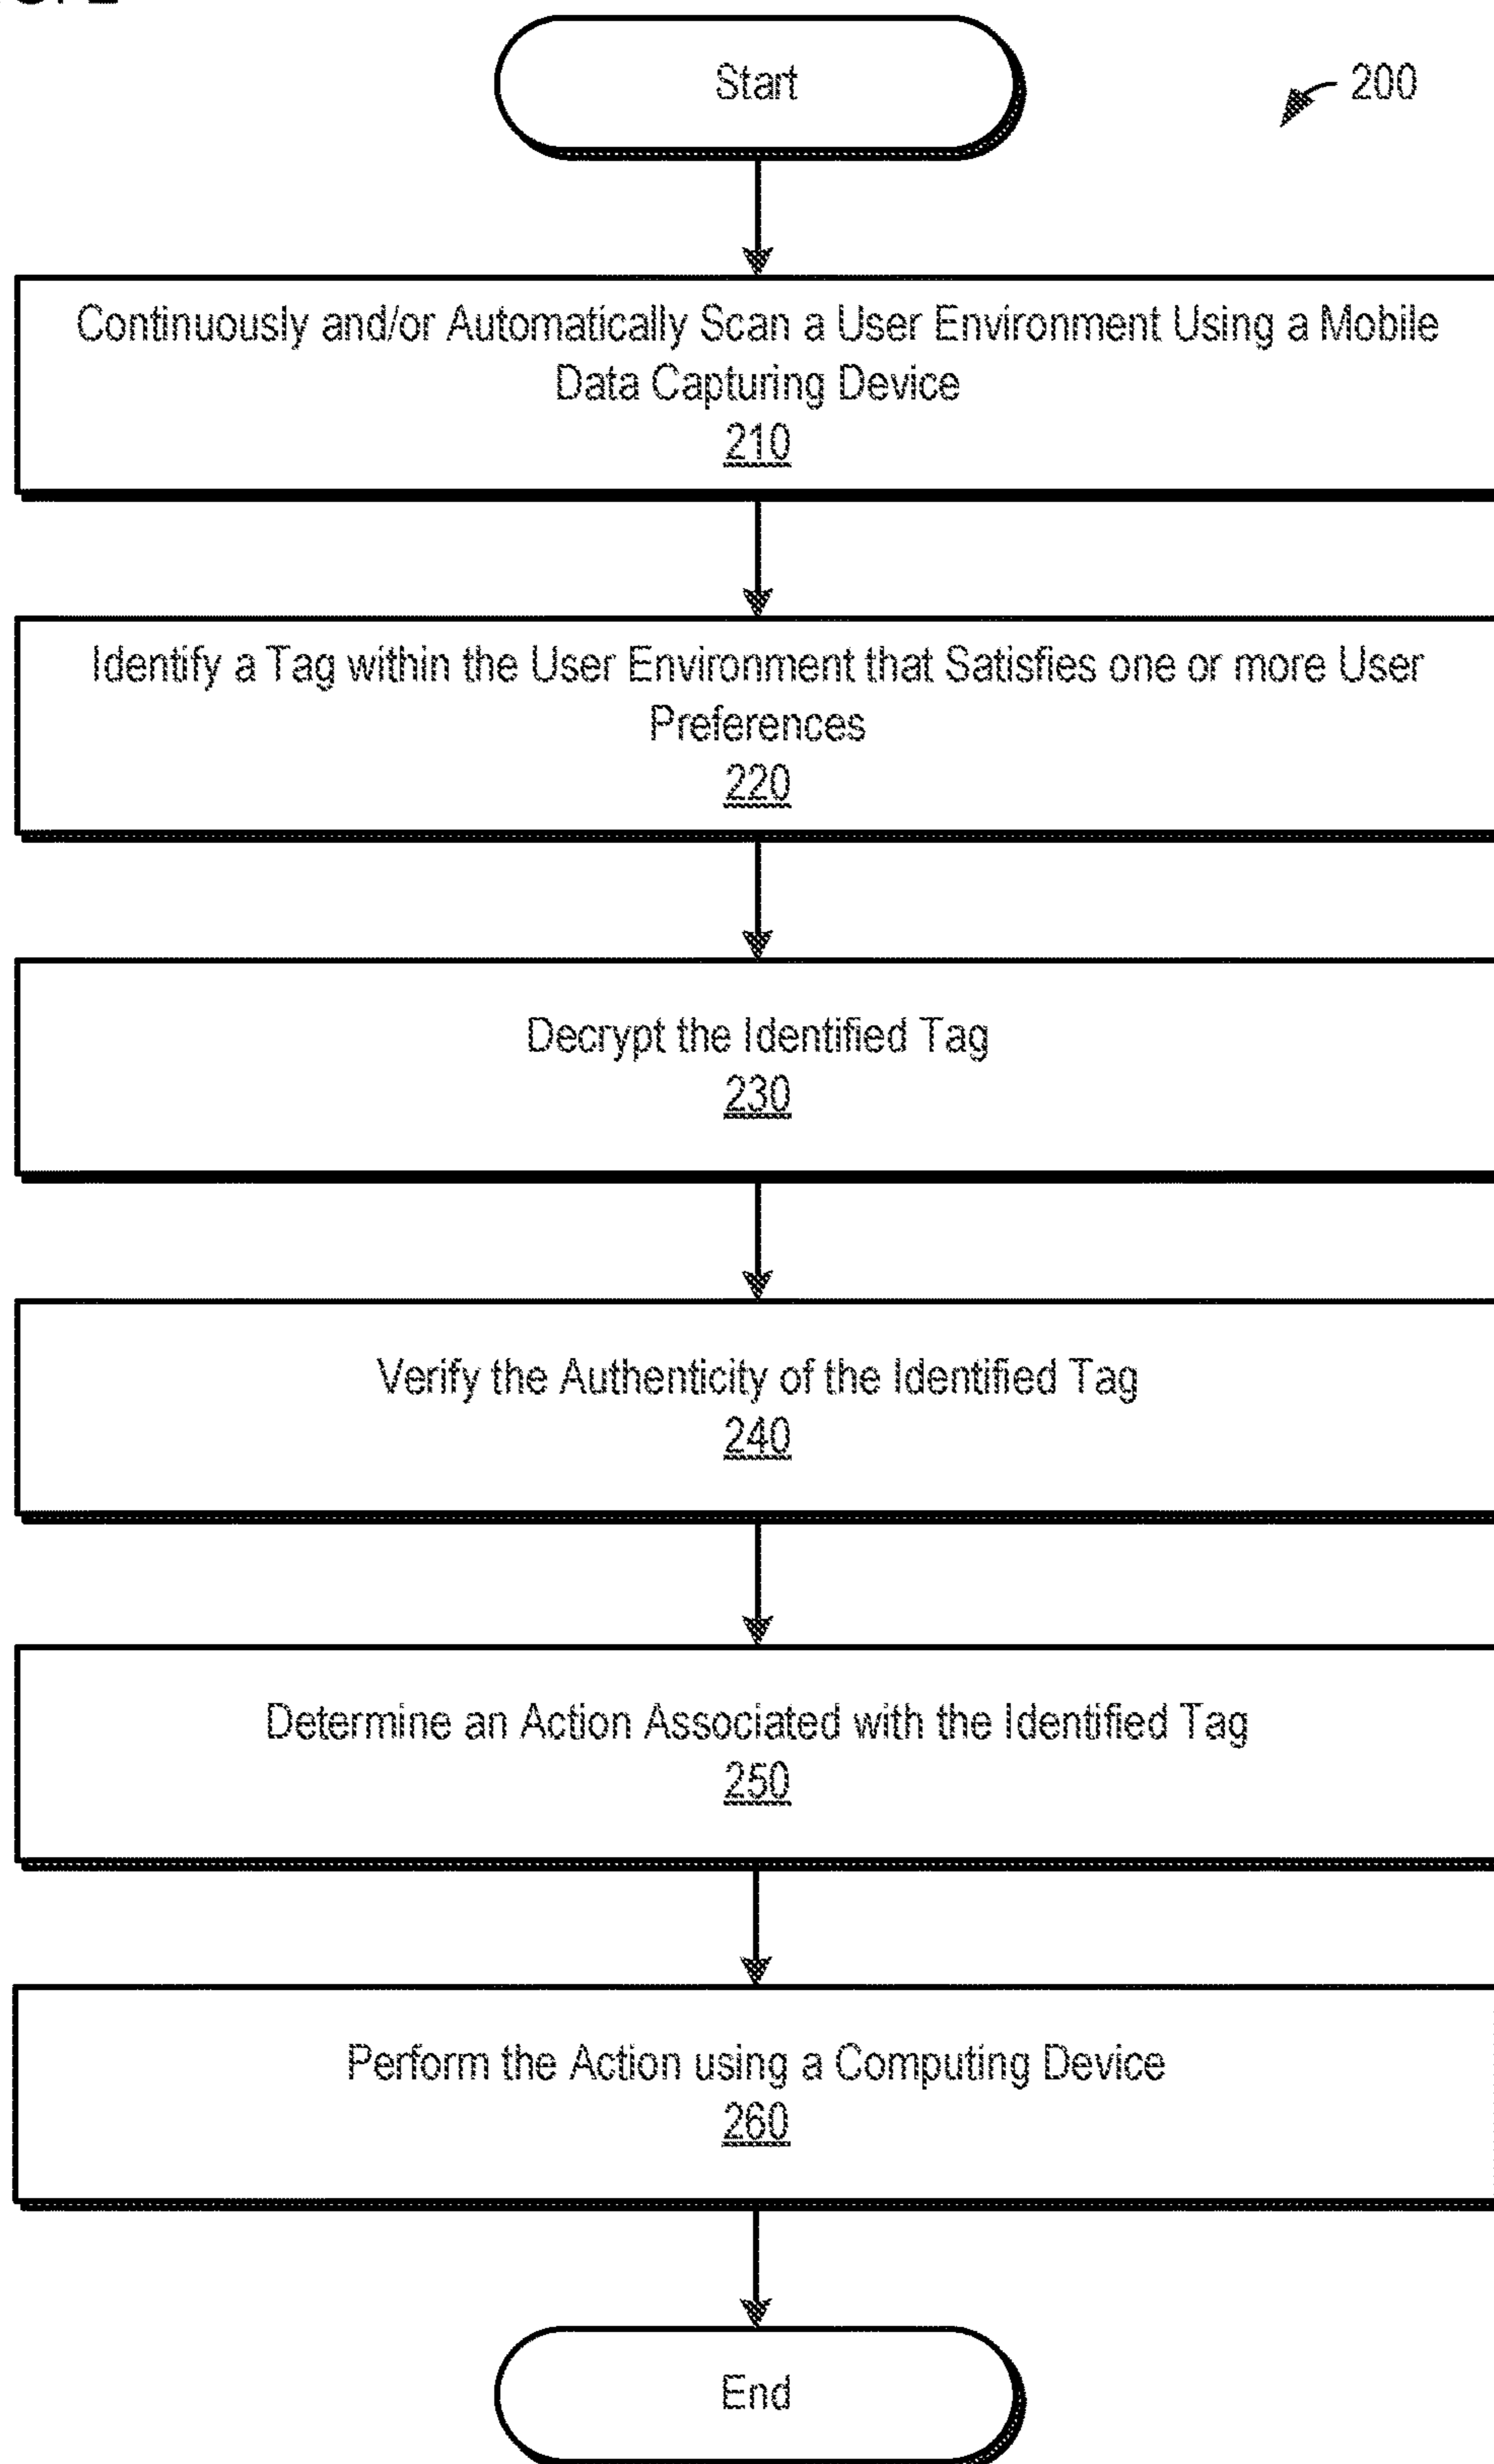 Start
200
Continuously and/or Automatically Scan a User Environment Using a Mobile
Data Capturing Device
210
Identify a Tag within the User Environment that Satisfies one or more User
Preferences
220
Decrypt the Identified Tag
230
Verify the Authenticity of the Identified Tag
240
Determine an Action Associated with the Identified Tag
250
Perform the Action using a Computing Device
260
End